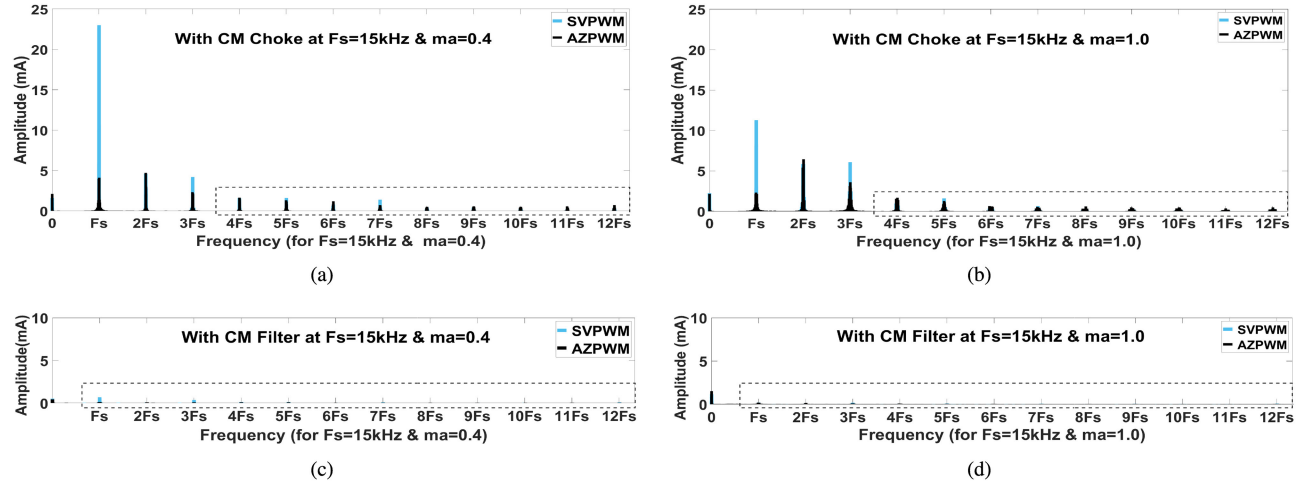 25
20
15
10
5
0
Amplitude (mA)
With CM Choke at Fs=15kHz & ma=0.4
SVPWM
AZPWM
0 Fs 2Fs 3Fs 4Fs 5Fs 6Fs 7Fs 8Fs 9Fs 10Fs 11Fs 12Fs
Frequency (for Fs=15kHz & ma=0.4)
(a)
25
20
15
10
5
0
Amplitude (mA)
With CM Choke at Fs=15kHz & ma=1.0
SVPWM
AZPWM
0 Fs 2Fs 3Fs 4Fs 5Fs 6Fs 7Fs 8Fs 9Fs 10Fs 11Fs 12Fs
Frequency (for Fs=15kHz & ma=1.0)
(b)
10
5
0
Amplitude(mA)
With CM Filter at Fs=15kHz & ma=0.4
SVPWM
AZPWM
0 Fs 2Fs 3Fs 4Fs 5Fs 6Fs 7Fs 8Fs 9Fs 10Fs 11Fs 12Fs
Frequency (for Fs=15kHz & ma=0.4)
(c)
10
5
0
Amplitude (mA)
With CM Filter at Fs=15kHz & ma=1.0
SVPWM
AZPWM
0 Fs 2Fs 3Fs 4Fs 5Fs 6Fs 7Fs 8Fs 9Fs 10Fs 11Fs 12Fs
Frequency (for Fs=15kHz & ma=1.0)
(d)